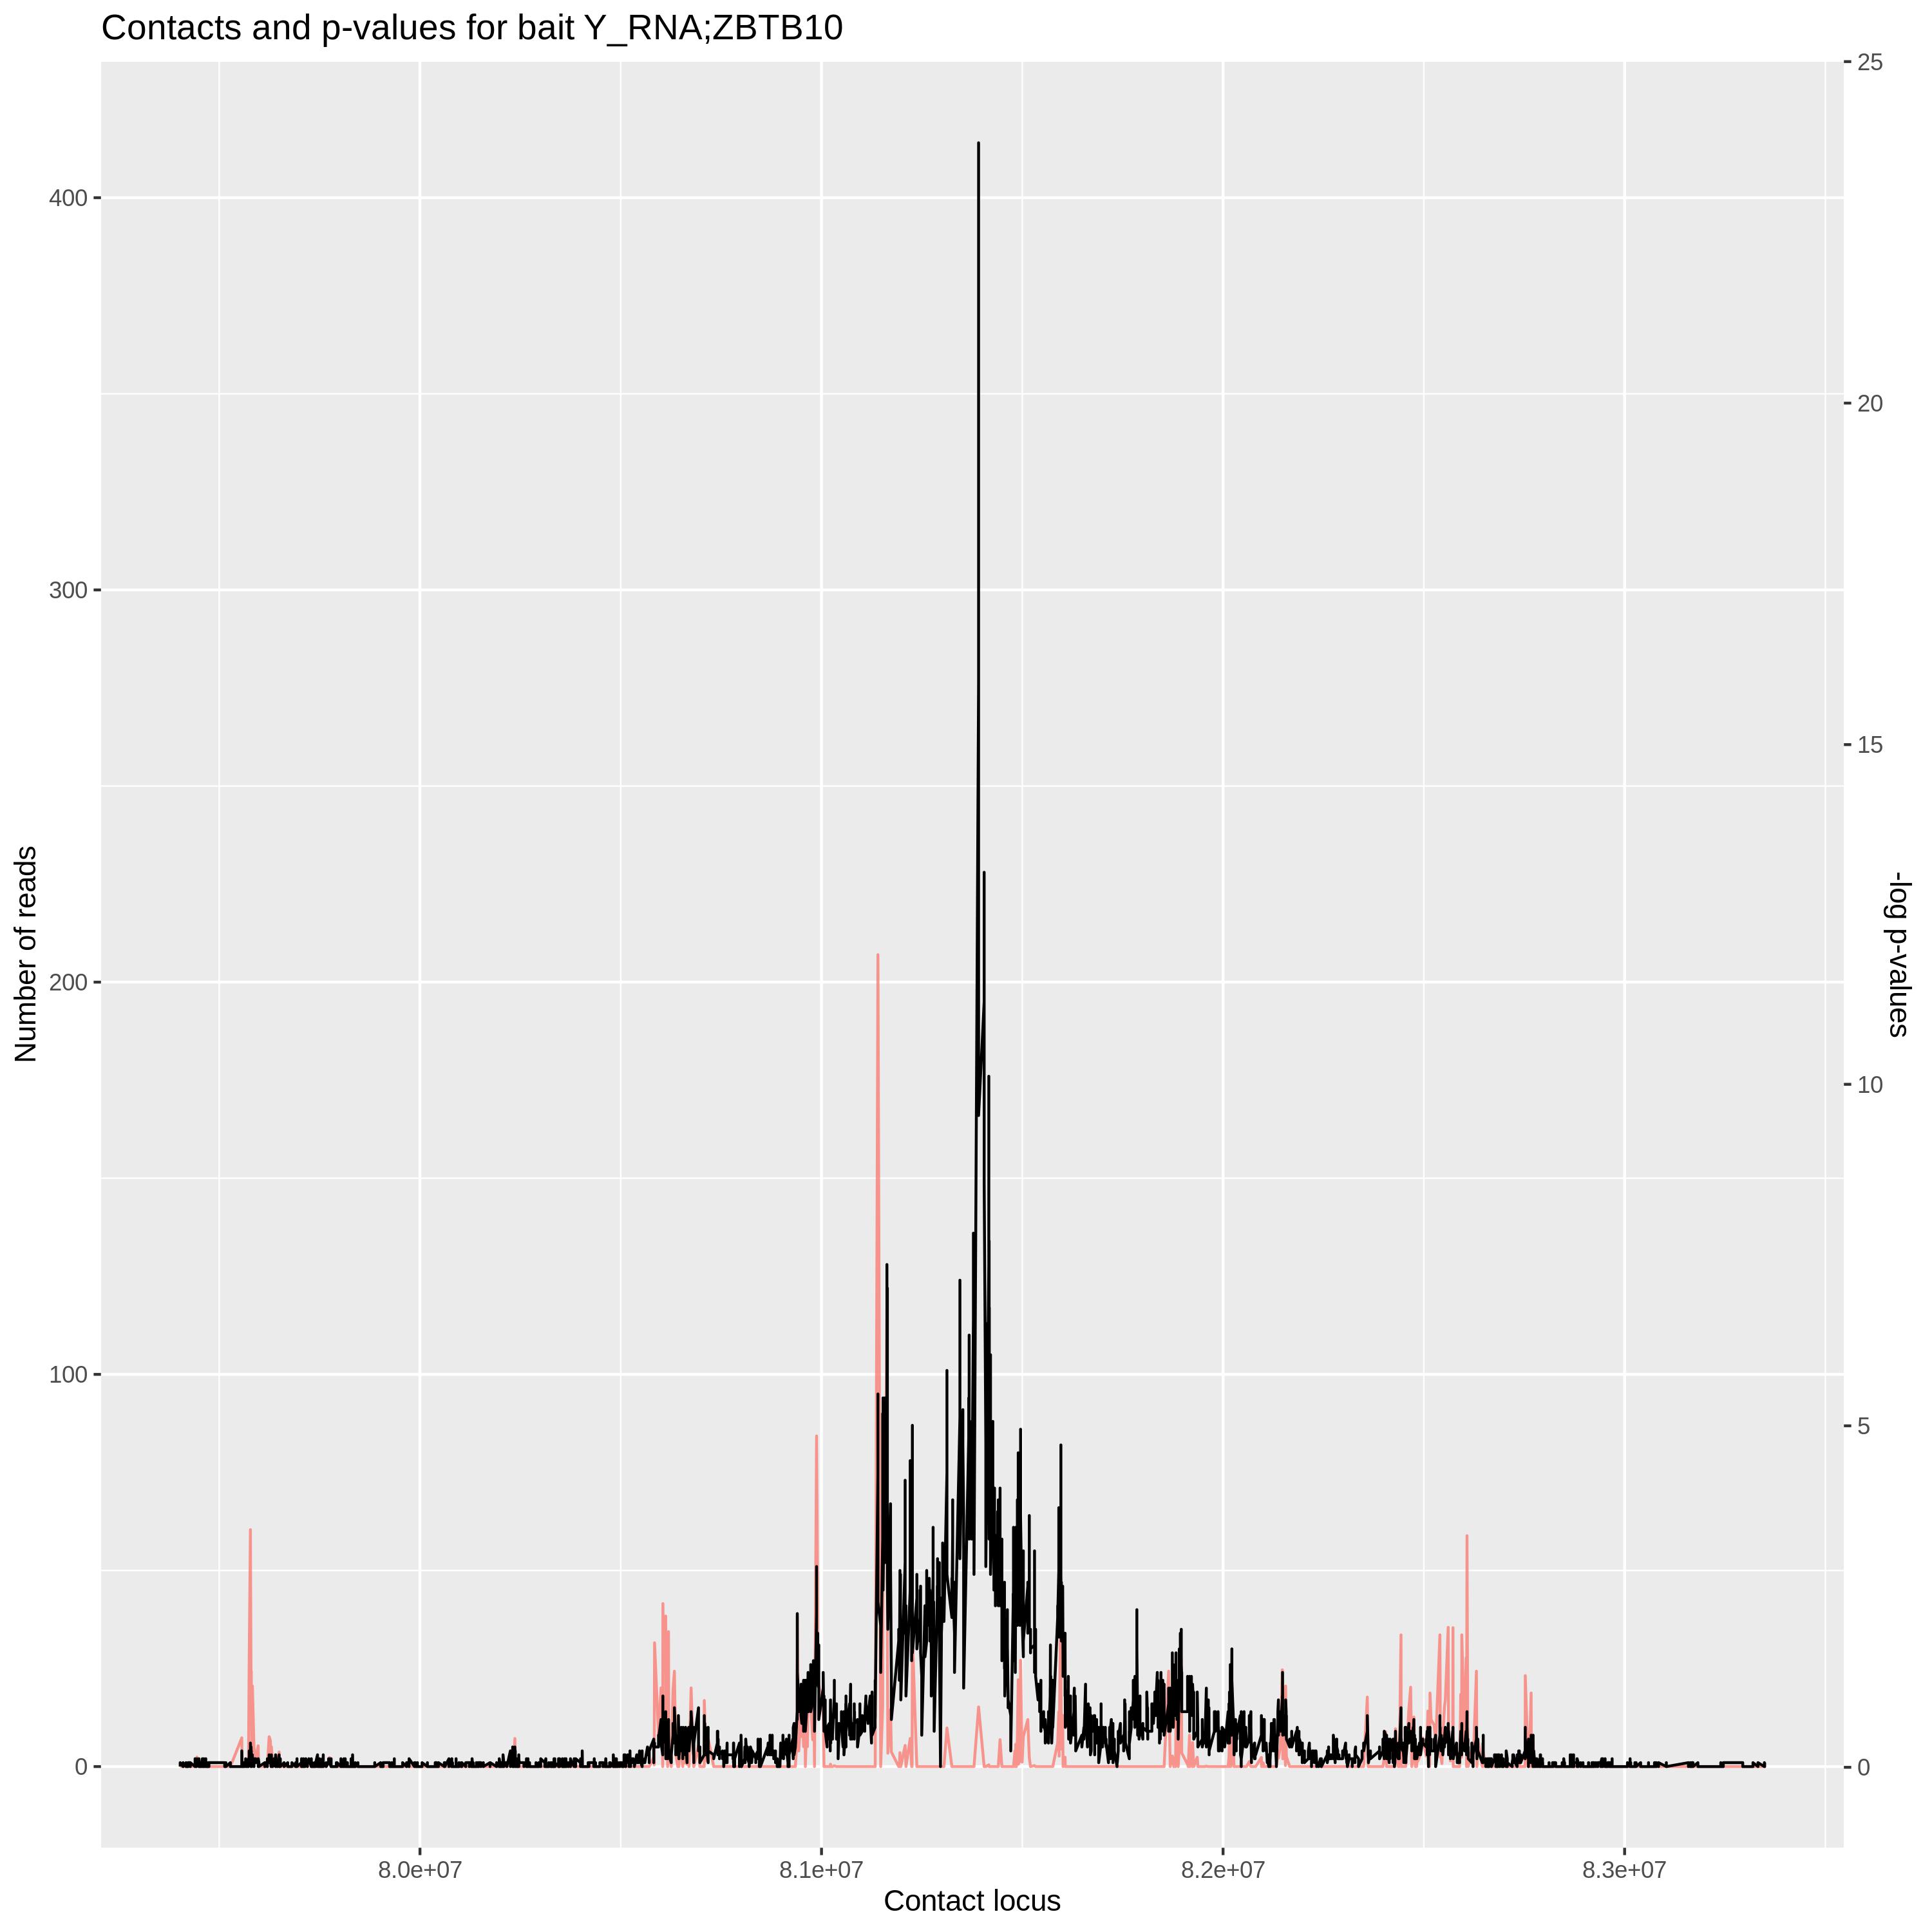 Contacts and p-values for bait Y_RNA;ZBTB10
25
400
20
300
15
200
10
100
5
0
0
Number of reads
-log p-values
8.0e+07
8.1e+07
8.2e+07
8.3e+07
Contact locus